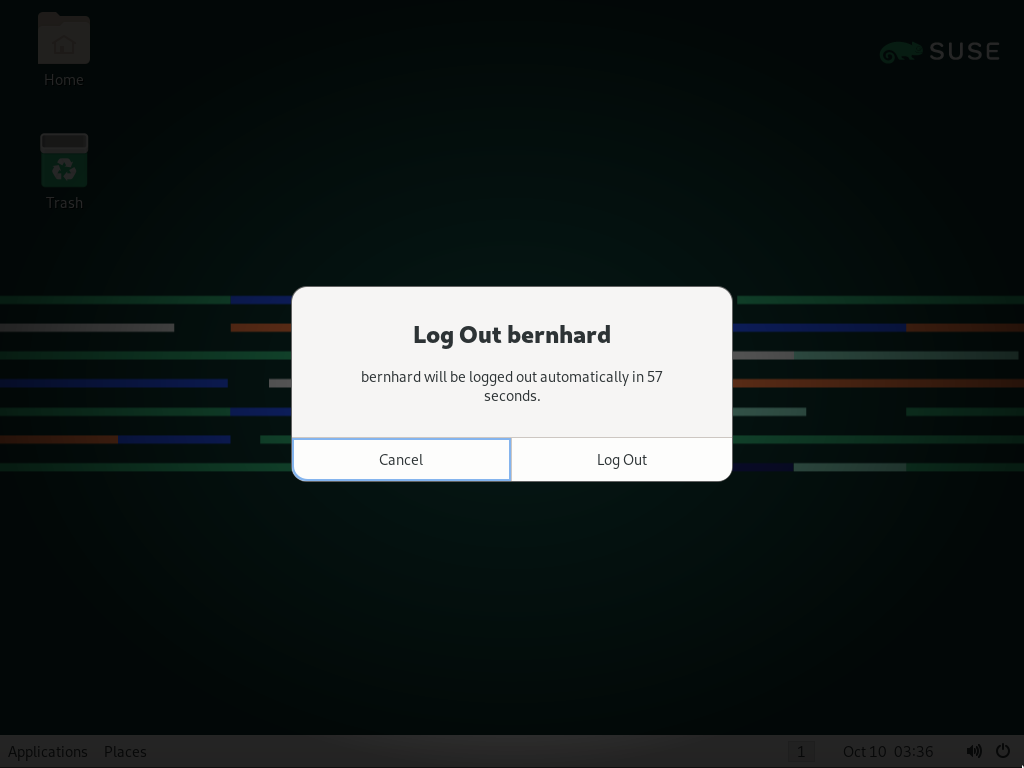 Home
SUSE
Trash
Log Out bernhard
bernhard will be logged out automatically in 57
seconds.
Cancel
Log Out
Applications
Places
1
Oct 10 03:36